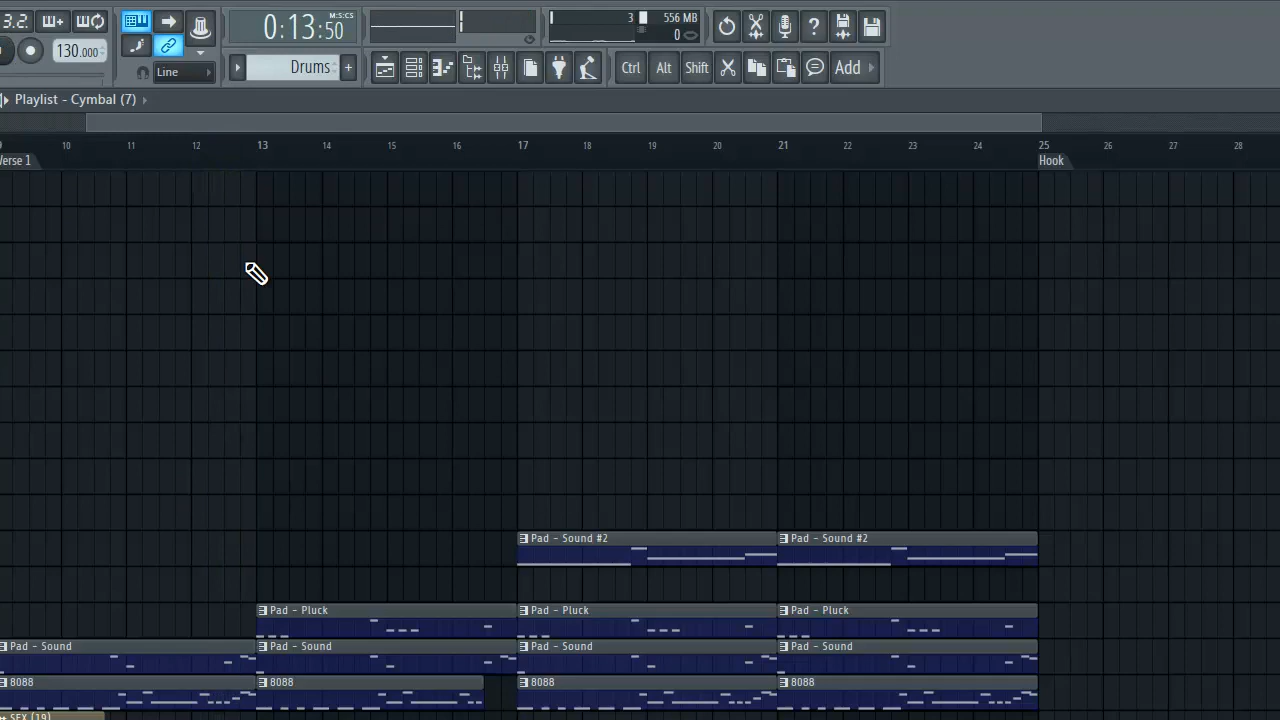 3.2.
130.000
Line
0:13:50
M:S:CS
Drums
+
3
556 MB
0
?
Ctrl
Alt
Shift
Add
Playlist - Cymbal (7)
9 10 11 12 13 14 15 16 17 18 19 20 21 22 23 24 25 26 27 28
Verse 1
Hook
Pad - Sound #2 Pad - Sound #2
Pad - Pluck Pad - Pluck Pad - Pluck
Pad - Sound Pad - Sound Pad - Sound Pad - Sound
8088 8088 8088 8088
SFX (19)